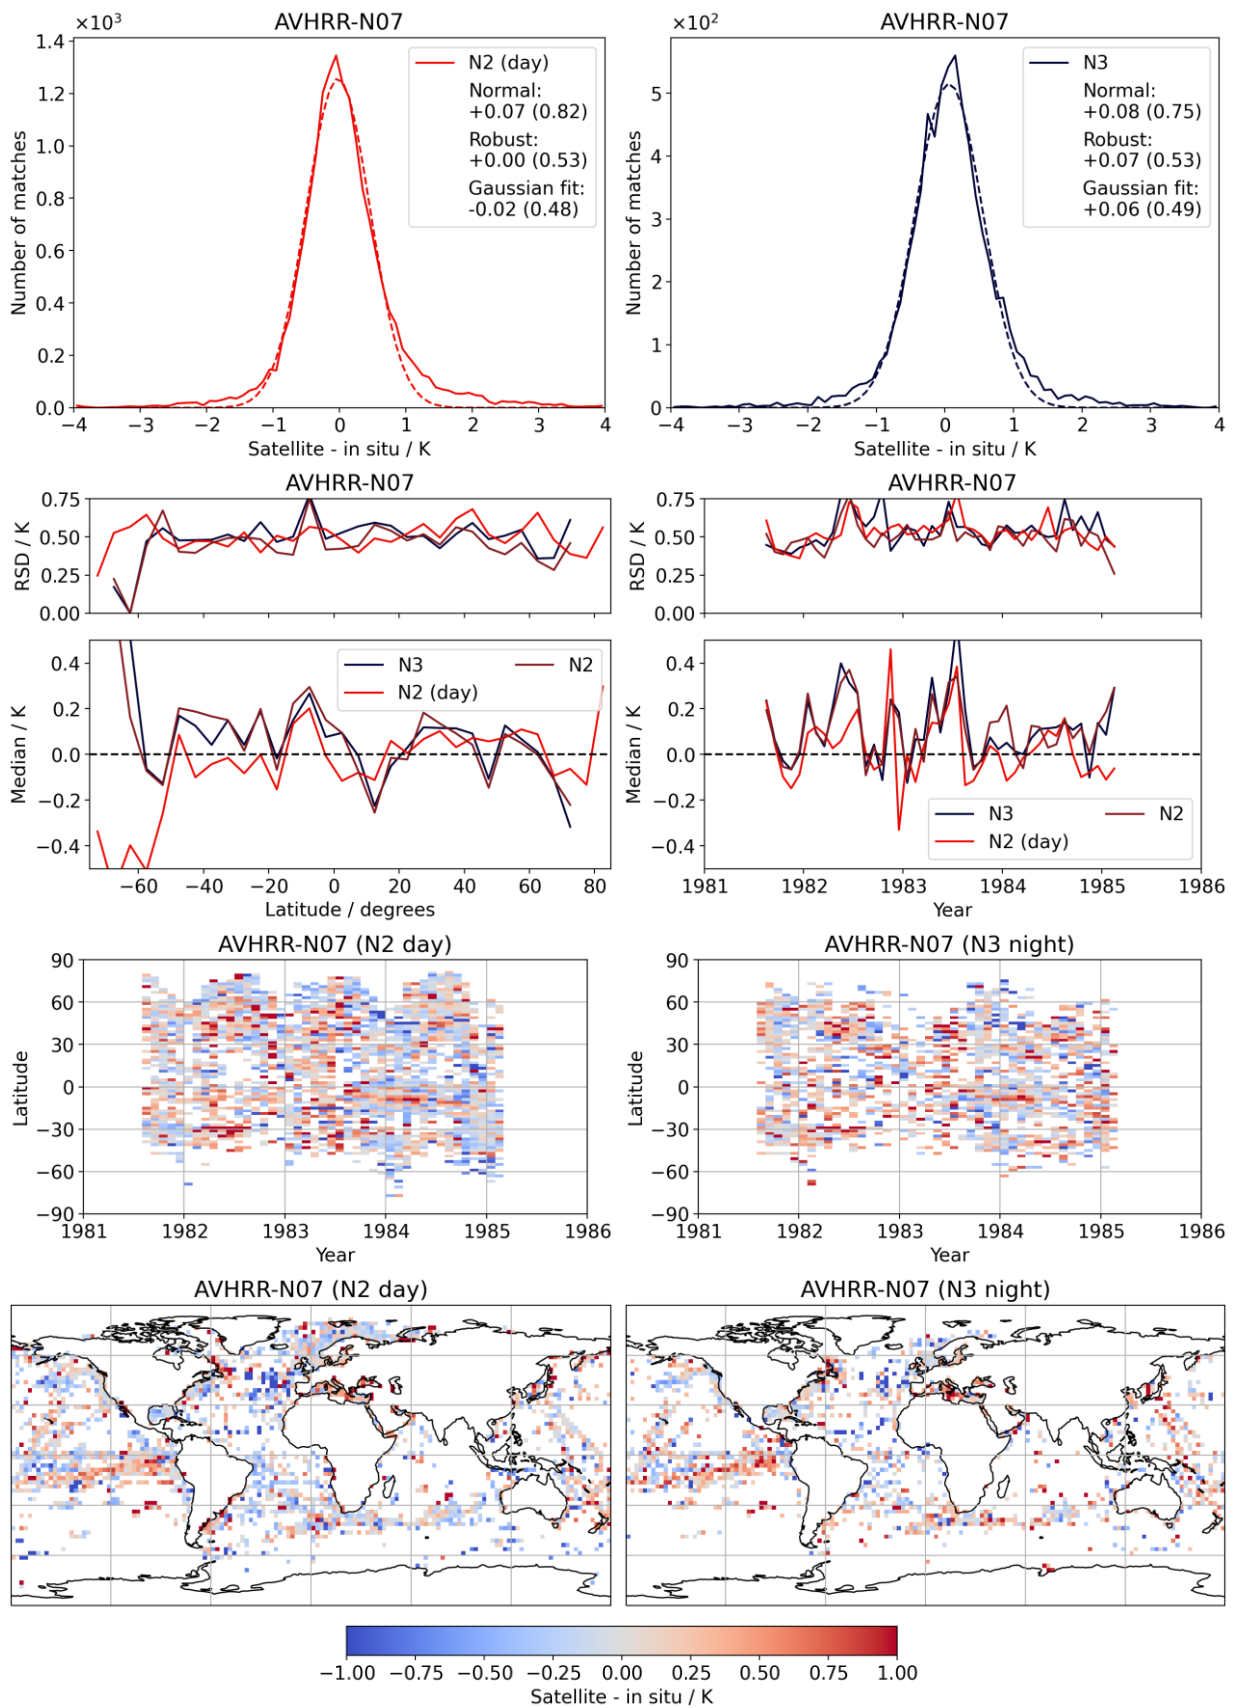 AVHRR-N07
×10³
1.4
1.2
1.0
0.8
0.6
0.4
0.2
0.0
Number of matches
N2 (day)
Normal:
+0.07 (0.82)
Robust:
+0.00 (0.53)
Gaussian fit:
-0.02 (0.48)
−4 −3 −2 −1 0 1 2 3 4
Satellite - in situ / K
AVHRR-N07
×10²
5
4
3
2
1
0
Number of matches
N3
Normal:
+0.08 (0.75)
Robust:
+0.07 (0.53)
Gaussian fit:
+0.06 (0.49)
−4 −3 −2 −1 0 1 2 3 4
Satellite - in situ / K
AVHRR-N07
0.75
0.50
0.25
0.00
RSD / K
0.4
0.2
0.0
−0.2
−0.4
Median / K
N3 N2
N2 (day)
−60 −40 −20 0 20 40 60 80
Latitude / degrees
AVHRR-N07
0.75
0.50
0.25
0.00
RSD / K
0.4
0.2
0.0
−0.2
−0.4
Median / K
N3 N2
N2 (day)
1981 1982 1983 1984 1985 1986
Year
AVHRR-N07 (N2 day)
90
60
30
0
−30
−60
−90
Latitude
1981 1982 1983 1984 1985 1986
Year
AVHRR-N07 (N3 night)
90
60
30
0
−30
−60
−90
Latitude
1981 1982 1983 1984 1985 1986
Year
AVHRR-N07 (N2 day)
AVHRR-N07 (N3 night)
−1.00 −0.75 −0.50 −0.25 0.00 0.25 0.50 0.75 1.00
Satellite - in situ / K